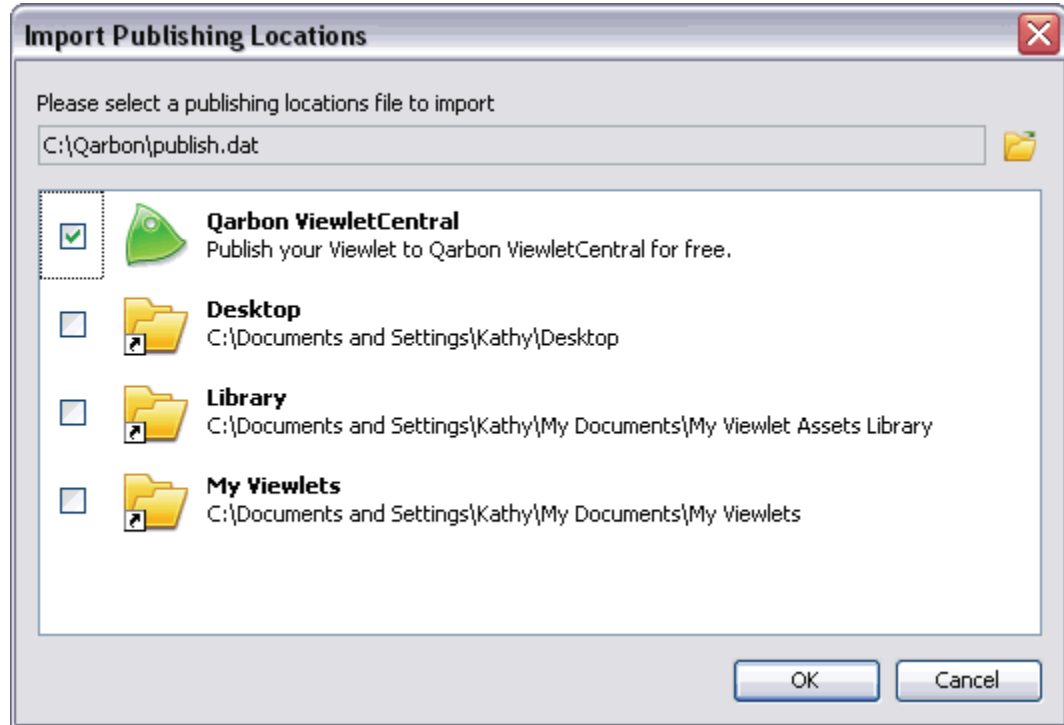 Import Publishing Locations
Please select a publishing locations file to import
C:\Qarbon\publish.dat
Qarbon ViewletCentral
Publish your Viewlet to Qarbon ViewletCentral for free.
Desktop
C:\Documents and Settings\Kathy\Desktop
Library
C:\Documents and Settings\Kathy\My Documents\My Viewlet Assets Library
My Viewlets
C:\Documents and Settings\Kathy\My Documents\My Viewlets
OK
Cancel